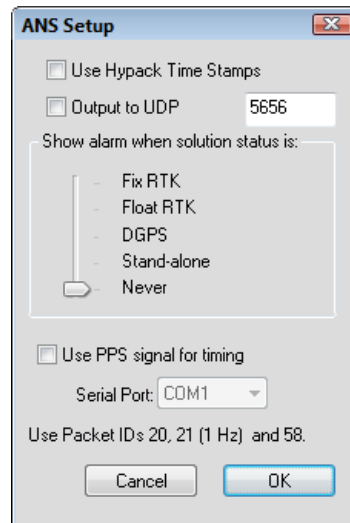 ANS Setup
Use Hypack Time Stamps
Output to UDP 5656
Show alarm when solution status is:
Fix RTK
Float RTK
DGPS
Stand-alone
Never
Use PPS signal for timing
Serial Port: COM1
Use Packet IDs 20, 21 (1 Hz) and 58.
Cancel OK